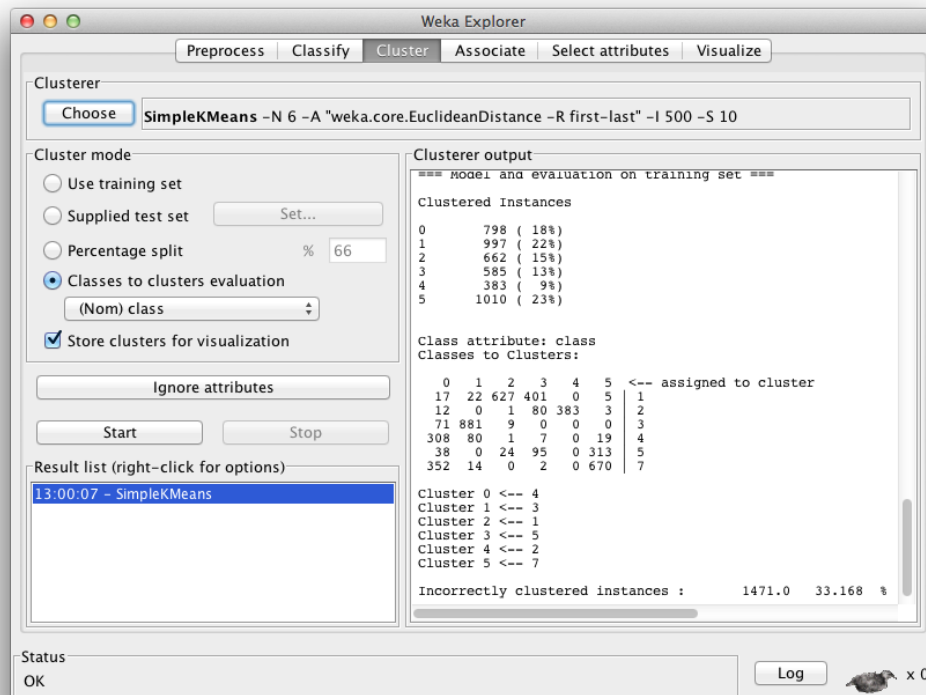 Weka Explorer
Preprocess Classify Cluster Associate Select attributes Visualize
Clusterer
Choose SimpleKMeans -N 6 -A "weka.core.EuclideanDistance -R first-last" -I 500 -S 10
Cluster mode
Use training set
Supplied test set Set...
Percentage split % 66
Classes to clusters evaluation
(Nom) class
Store clusters for visualization
Ignore attributes
Start Stop
Result list (right-click for options)
13:00:07 - SimpleKMeans
Clusterer output
=== Model and evaluation on training set ===
Clustered Instances
0 798 ( 18%)
1 997 ( 22%)
2 662 ( 15%)
3 585 ( 13%)
4 383 ( 9%)
5 1010 ( 23%)
Class attribute: class
Classes to Clusters:
0 1 2 3 4 5 <-- assigned to cluster
17 22 627 401 0 5 | 1
12 0 1 80 383 3 | 2
71 881 9 0 0 0 | 3
308 80 1 7 0 19 | 4
38 0 24 95 0 313 | 5
352 14 0 2 0 670 | 7
Cluster 0 <-- 4
Cluster 1 <-- 3
Cluster 2 <-- 1
Cluster 3 <-- 5
Cluster 4 <-- 2
Cluster 5 <-- 7
Incorrectly clustered instances : 1471.0 33.168 %
Status
OK
Log x 0